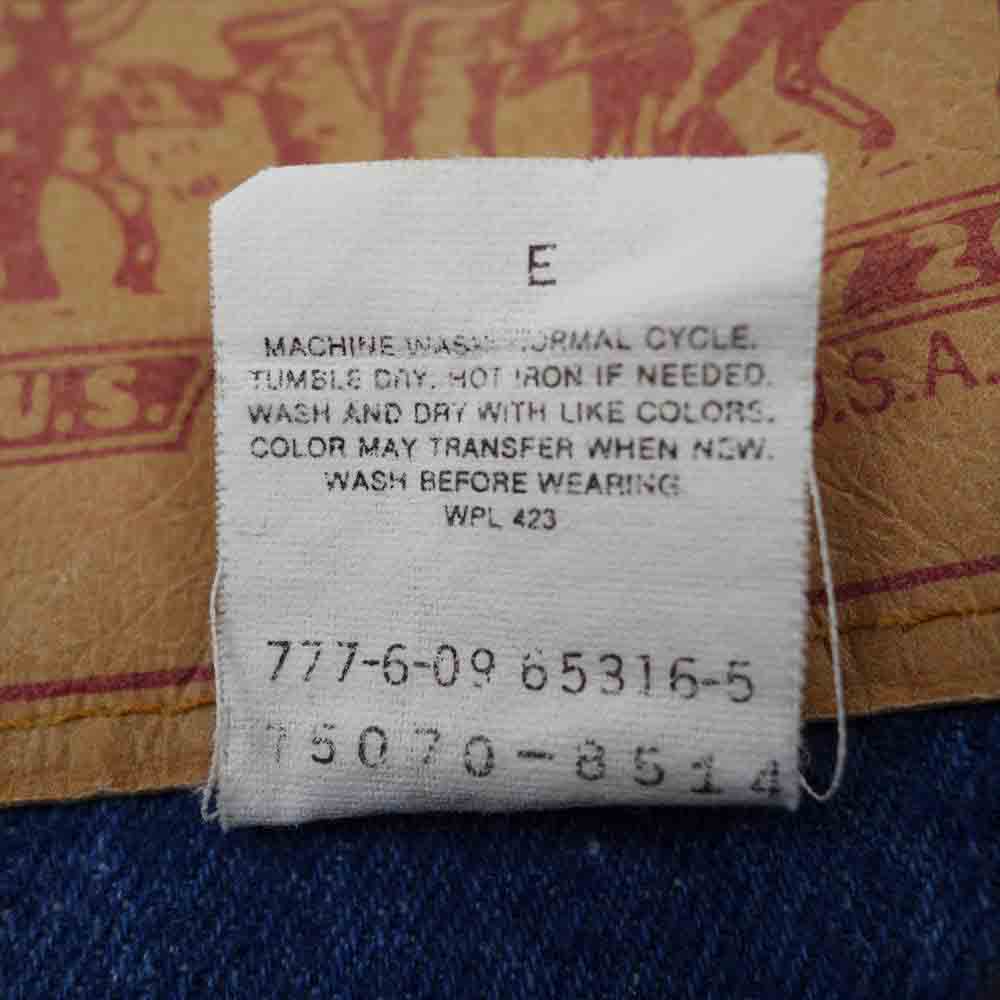 E
MACHINE WASH NORMAL CYCLE.
TUMBLE DRY. HOT IRON IF NEEDED.
WASH AND DRY WITH LIKE COLORS.
COLOR MAY TRANSFER WHEN NEW.
WASH BEFORE WEARING
WPL 423
777-6-09 65316-5
75070-8514
U.S.
U.S.A.